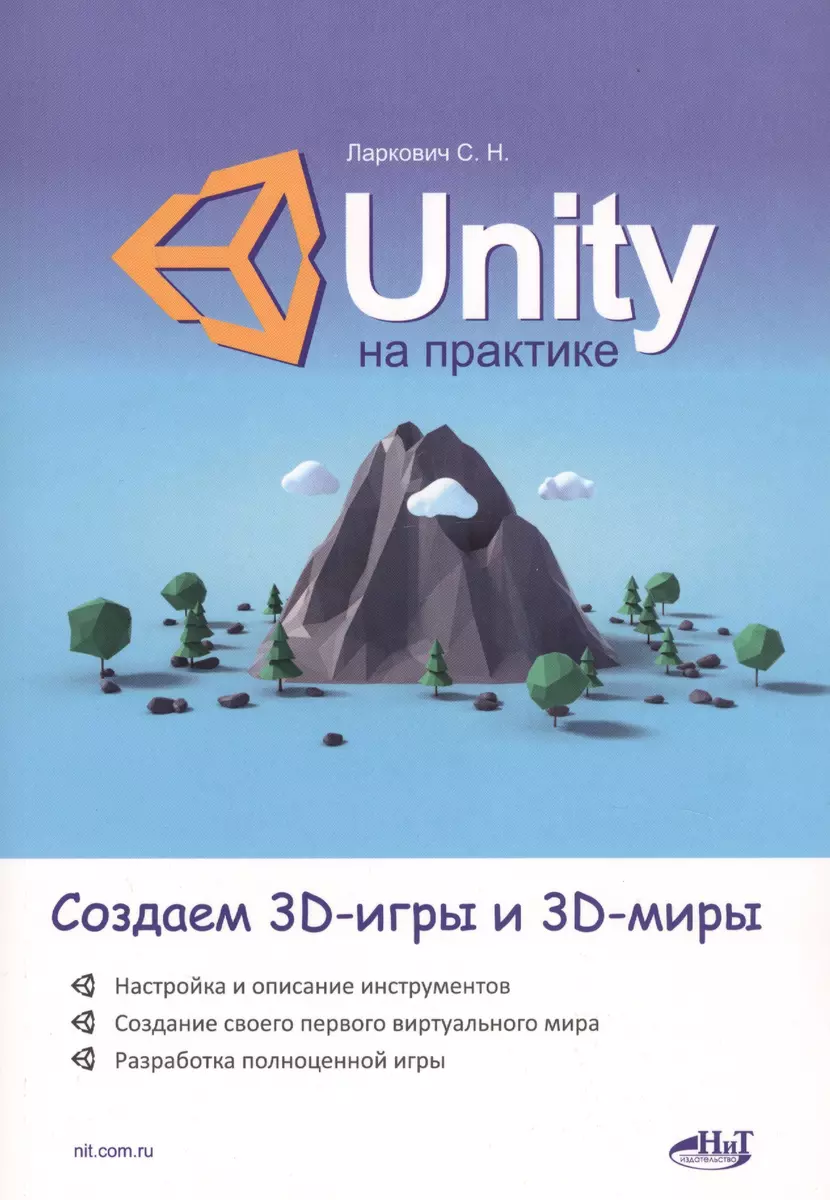 Ларкович С. Н.
Unity
на практике
Создаем 3D-игры и 3D-миры
Настройка и описание инструментов
Создание своего первого виртуального мира
Разработка полноценной игры
nit.com.ru
НиТ
издательство